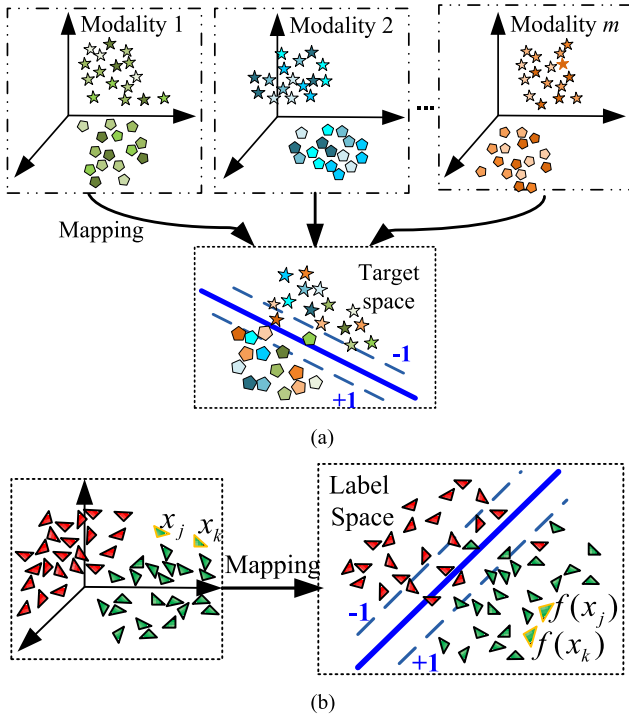 Modality 1
Modality 2
...
Modality m
Mapping
Target
space
-1
+1
(a)
x_j
x_k
Mapping
Label
Space
-1
+1
f(x_j)
f(x_k)
(b)